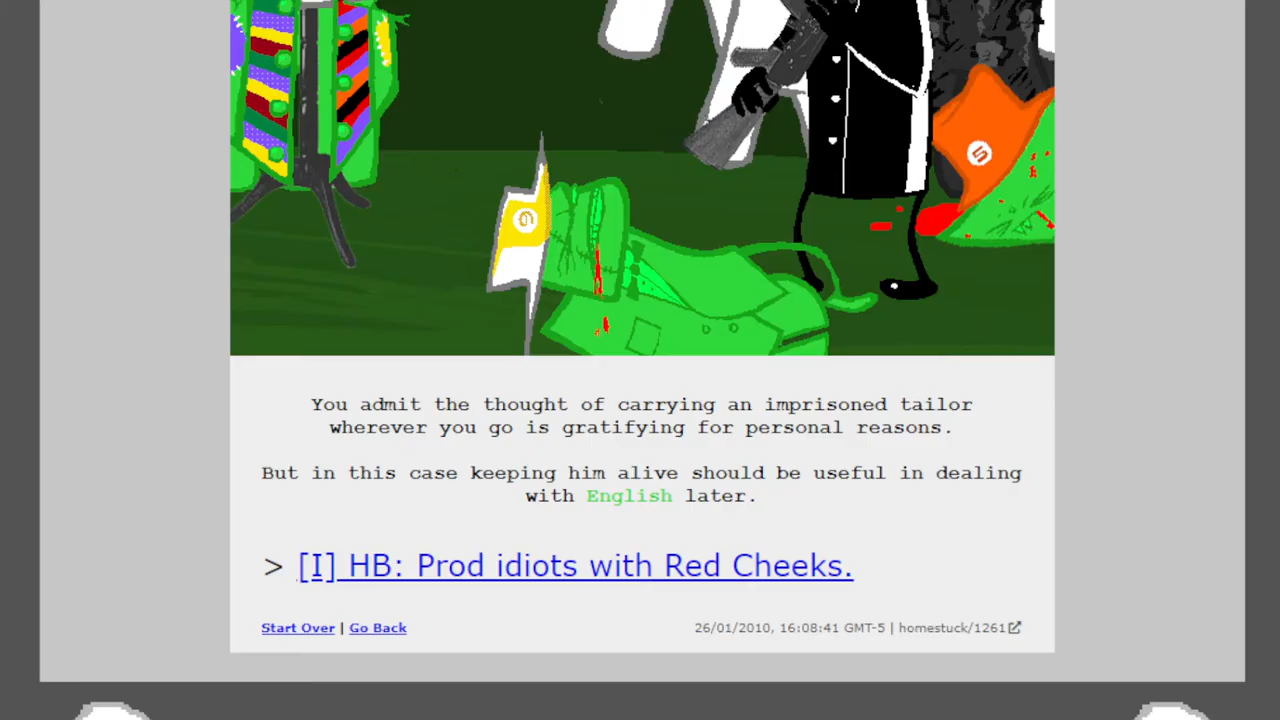 5
6
You admit the thought of carrying an imprisoned tailor
wherever you go is gratifying for personal reasons.
But in this case keeping him alive should be useful in dealing
with English later.
> [I] HB: Prod idiots with Red Cheeks.
Start Over | Go Back
26/01/2010, 16:08:41 GMT-5 | homestuck/1261